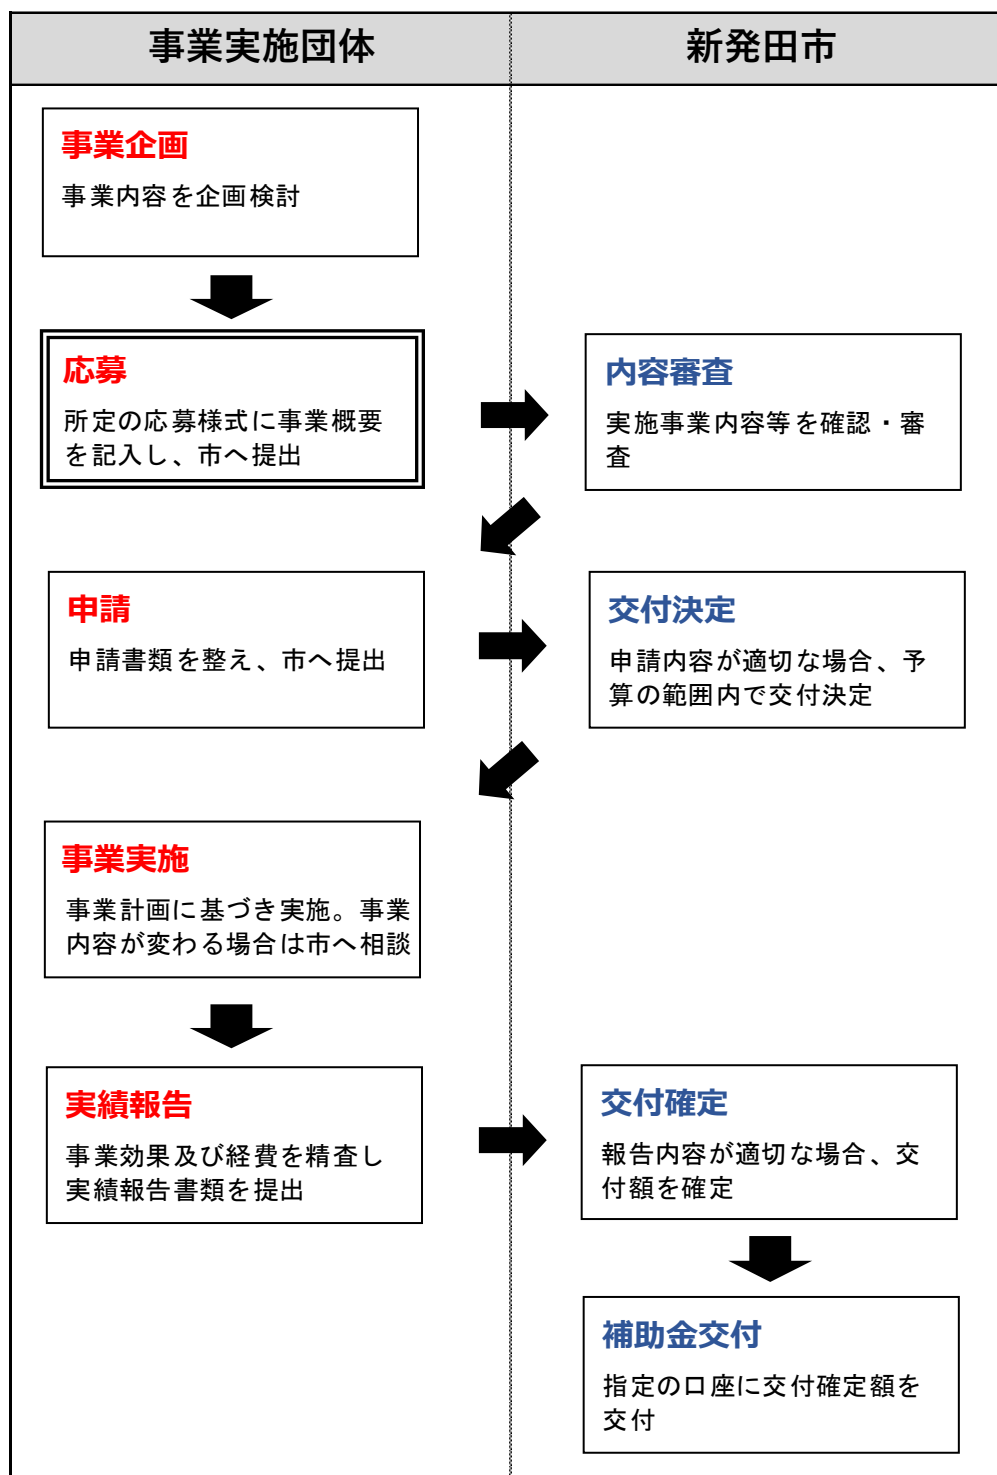 事業実施団体
新発田市
事業企画
事業内容を企画検討
応募
所定の応募様式に事業概要
を記入し、市へ提出
内容審査
実施事業内容等を確認・審
査
申請
申請書類を整え、市へ提出
交付決定
申請内容が適切な場合、予
算の範囲内で交付決定
事業実施
事業計画に基づき実施。事業
内容が変わる場合は市へ相談
実績報告
事業効果及び経費を精査し
実績報告書類を提出
交付確定
報告内容が適切な場合、交
付額を確定
補助金交付
指定の口座に交付確定額を
交付